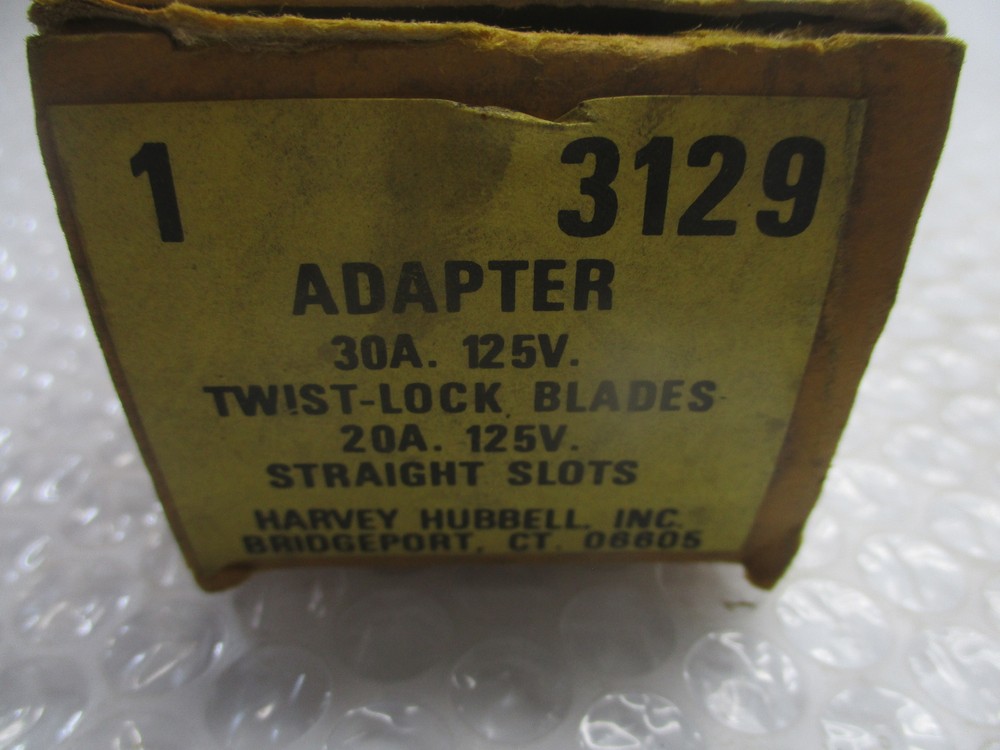 1 3129
ADAPTER
30A. 125V.
TWIST-LOCK BLADES
20A. 125V.
STRAIGHT SLOTS
HARVEY HUBBELL, INC.
BRIDGEPORT, CT. 06605